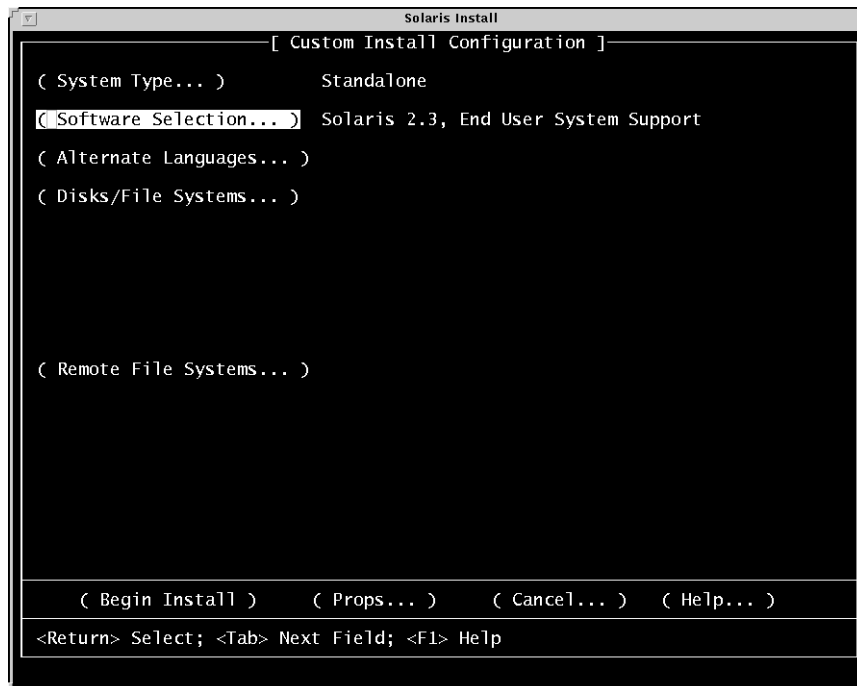 Solaris Install
[ Custom Install Configuration ]
( System Type... ) Standalone
( Software Selection... ) Solaris 2.3, End User System Support
( Alternate Languages... )
( Disks/File Systems... )
( Remote File Systems... )
( Begin Install ) ( Props... ) ( Cancel... ) ( Help... )
<Return> Select; <Tab> Next Field; <F1> Help